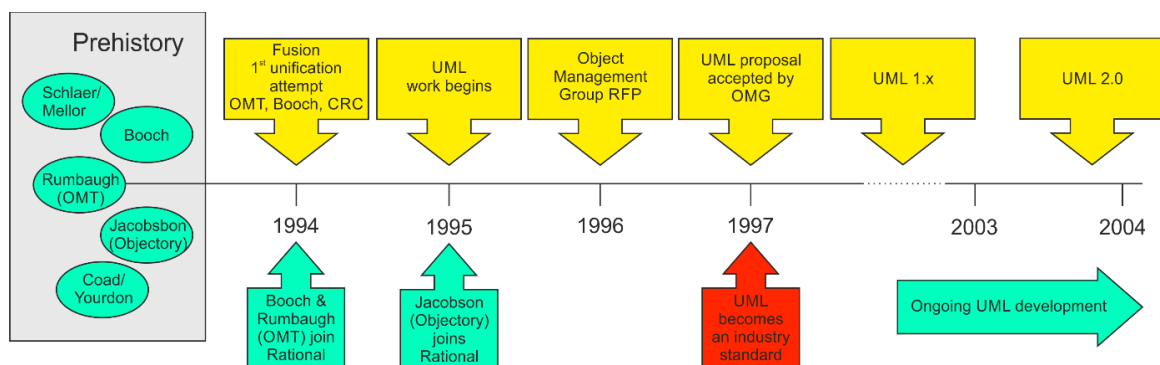 Prehistory
Schlaer/
Mellor
Booch
Rumbaugh
(OMT)
Jacobsbon
(Objectory)
Coad/
Yourdon
Fusion
1st unification
attempt
OMT, Booch, CRC
UML
work begins
Object
Management
Group RFP
UML proposal
accepted by
OMG
UML 1.x
UML 2.0
1994
1995
1996
1997
2003
2004
Booch &
Rumbaugh
(OMT) join
Rational
Jacobson
(Objectory)
joins
Rational
UML
becomes
an industry
standard
Ongoing UML development